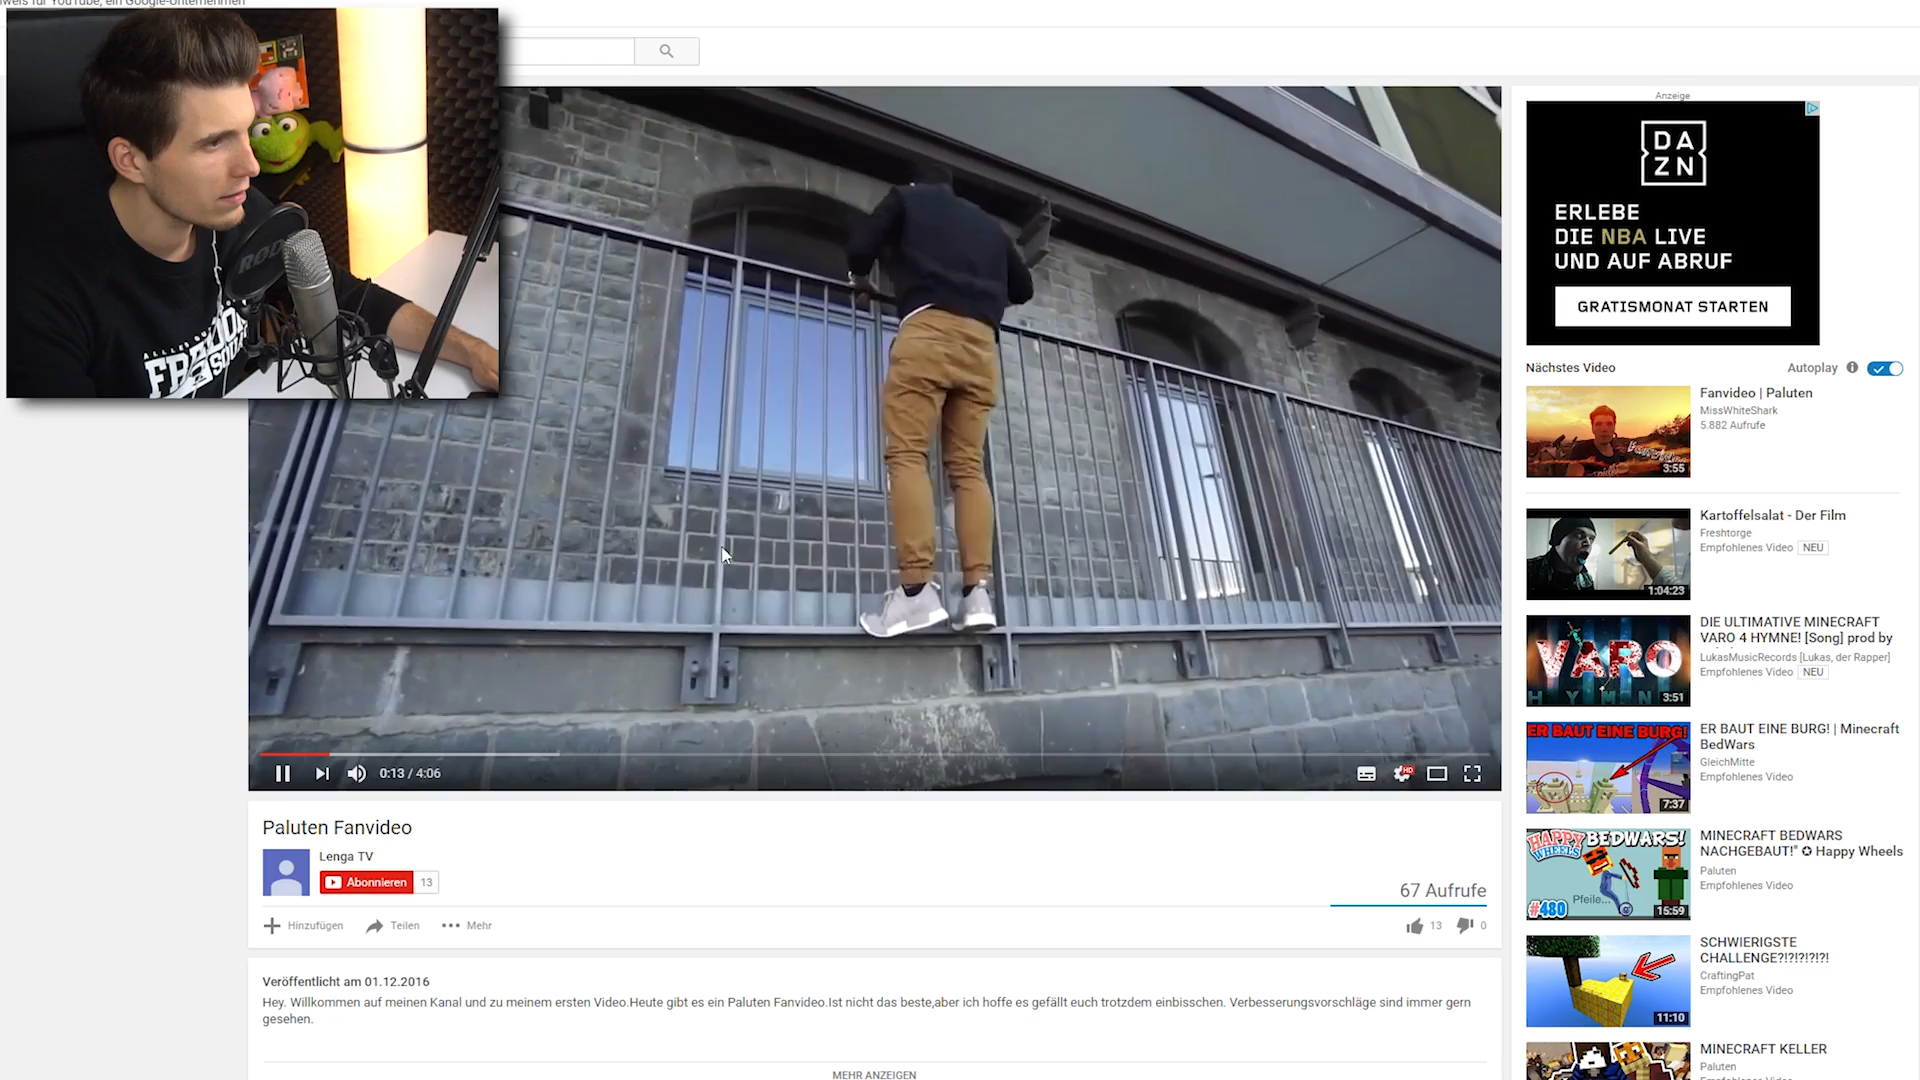 RØDE
ALLES
FREEDOM
SQUAD
0:13 / 4:06
HD
Paluten Fanvideo
Lenga TV
Abonnieren 13
67 Aufrufe
Hinzufügen Teilen Mehr
13 0
Veröffentlicht am 01.12.2016
Hey. Willkommen auf meinen Kanal und zu meinem ersten Video.Heute gibt es ein Paluten Fanvideo.Ist nicht das beste,aber ich hoffe es gefällt euch trotzdem einbisschen. Verbesserungsvorschläge sind immer gern
gesehen.
MEHR ANZEIGEN
Anzeige
DA
ZN
ERLEBE
DIE NBA LIVE
UND AUF ABRUF
GRATISMONAT STARTEN
Nächstes Video Autoplay
3:55
Fanvideo | Paluten
MissWhiteShark
5.882 Aufrufe
1:04:23
Kartoffelsalat - Der Film
Freshtorge
Empfohlenes Video NEU
VARO
HYMNE
3:51
DIE ULTIMATIVE MINECRAFT
VARO 4 HYMNE! [Song] prod by
LukasMusicRecords [Lukas, der Rapper]
Empfohlenes Video NEU
ER BAUT EINE BURG!
7:37
ER BAUT EINE BURG! | Minecraft
BedWars
GleichMitte
Empfohlenes Video
HAPPY WHEELS
BEDWARS!
Pfeile...
#480
15:59
MINECRAFT BEDWARS
NACHGEBAUT!" ✪ Happy Wheels
Paluten
Empfohlenes Video
11:10
SCHWIERIGSTE
CHALLENGE?!?!?!?!?!
CraftingPat
Empfohlenes Video
MINECRAFT KELLER
Paluten